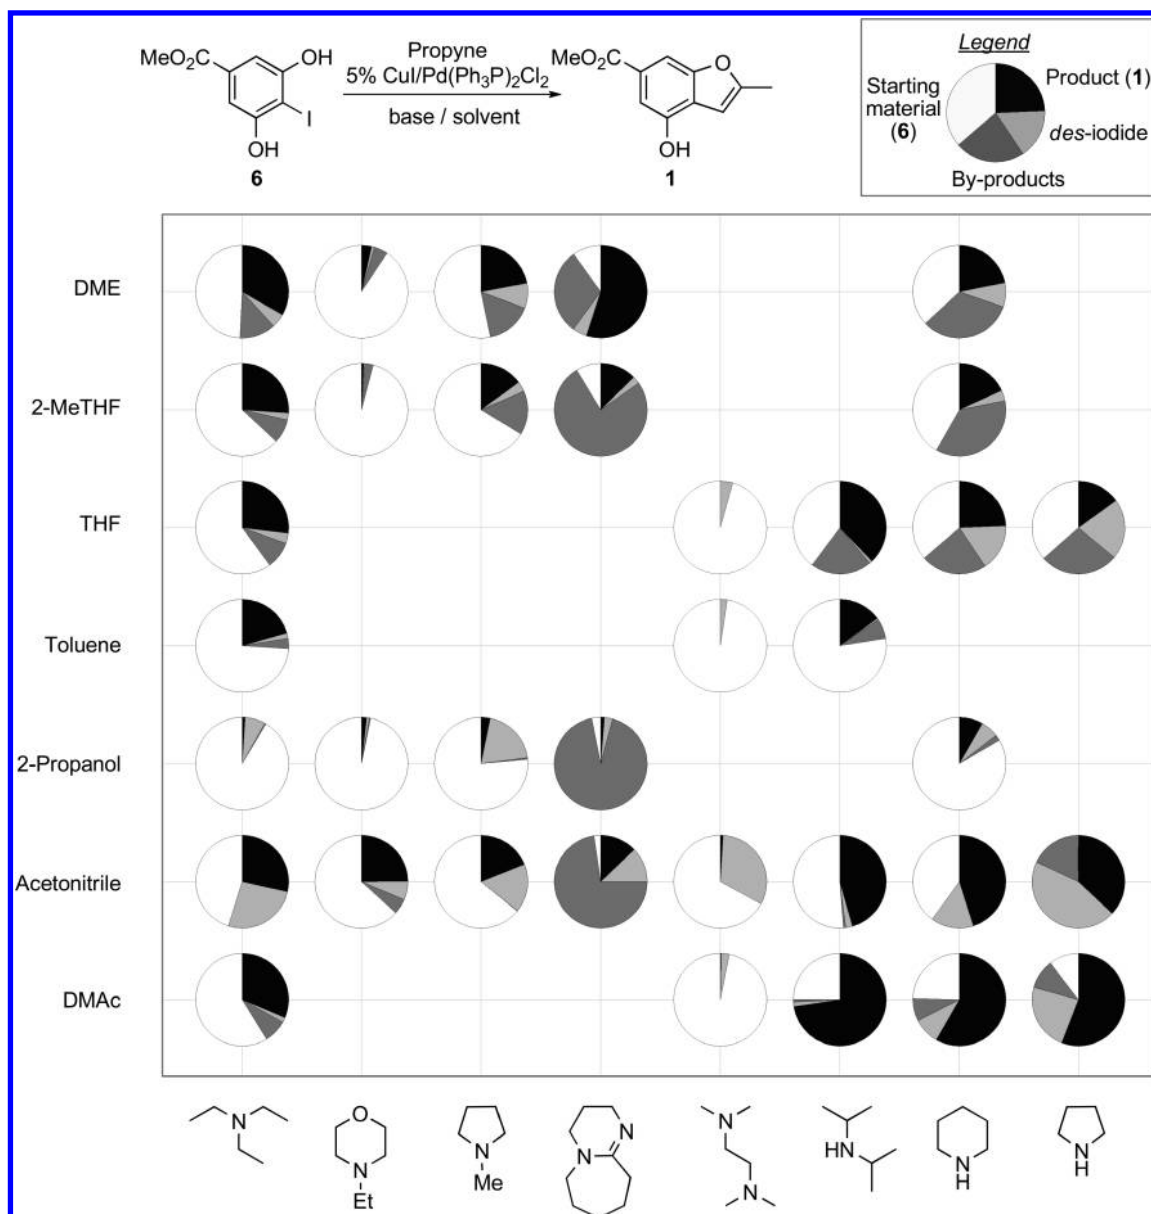 MeO₂C
OH
I
OH
6
Propyne
5% CuI/Pd(Ph₃P)₂Cl₂
base / solvent
MeO₂C
O
OH
1
Legend
Starting material (6)
Product (1)
des-iodide
By-products
DME
2-MeTHF
THF
Toluene
2-Propanol
Acetonitrile
DMAc
N
O
N
Et
N
Me
N
N
N
N
HN
N
H
N
H